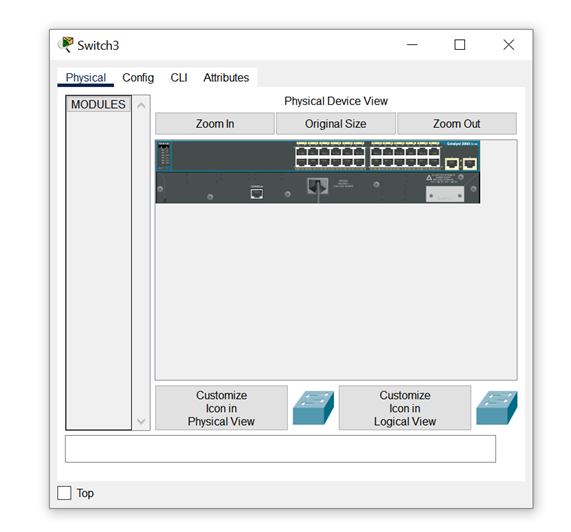 Switch3
Physical Config CLI Attributes
MODULES
Physical Device View
Zoom In Original Size Zoom Out
Customize
Icon in
Physical View
Customize
Icon in
Logical View
Top